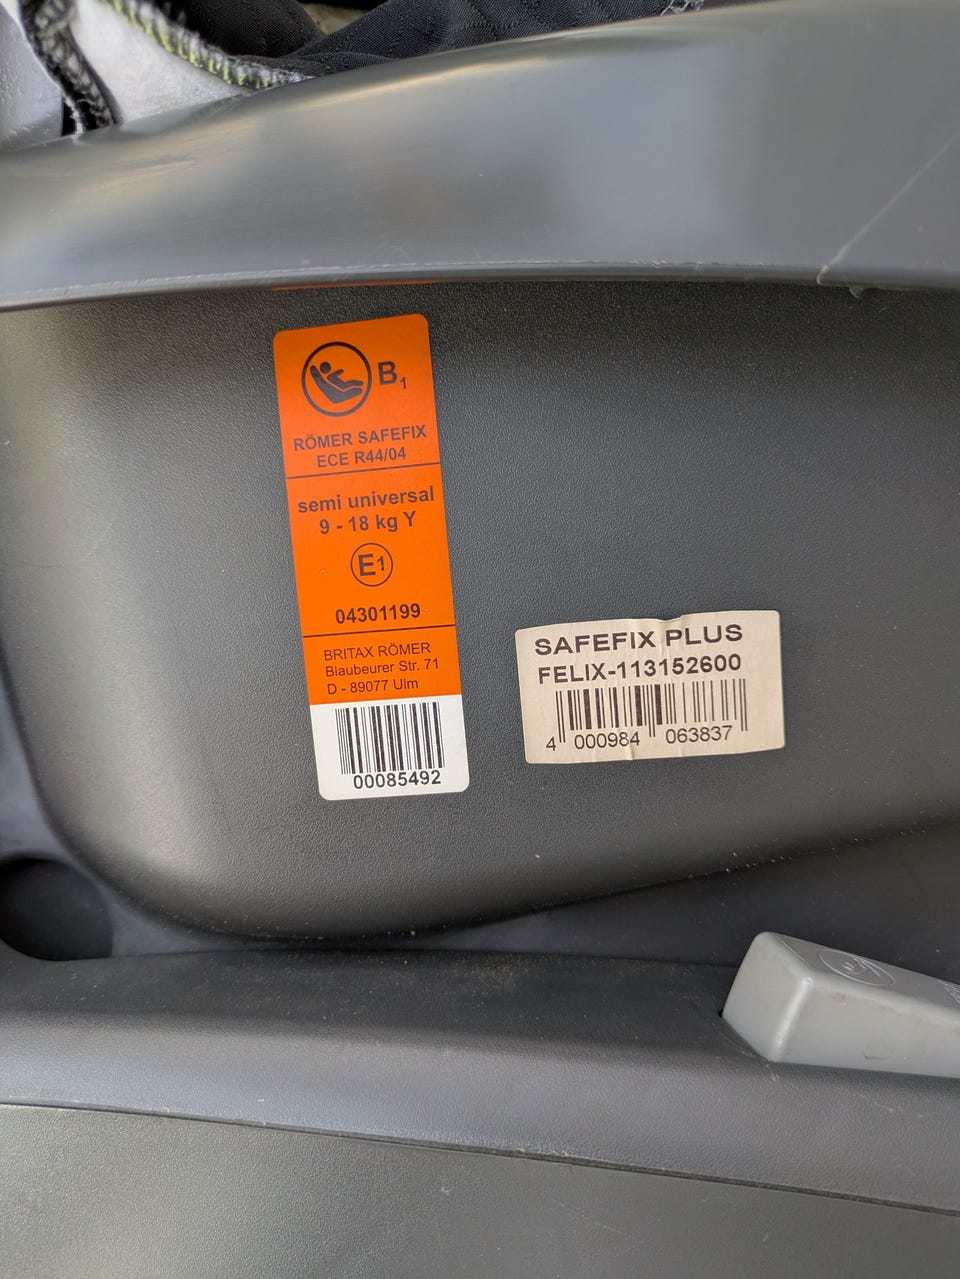 B1
RÖMER SAFEFIX
ECE R44/04
semi universal
9 - 18 kg Y
E1
04301199
BRITAX RÖMER
Blaubeurer Str. 71
D - 89077 Ulm
00085492
SAFEFIX PLUS
FELIX-113152600
4 000984 063837